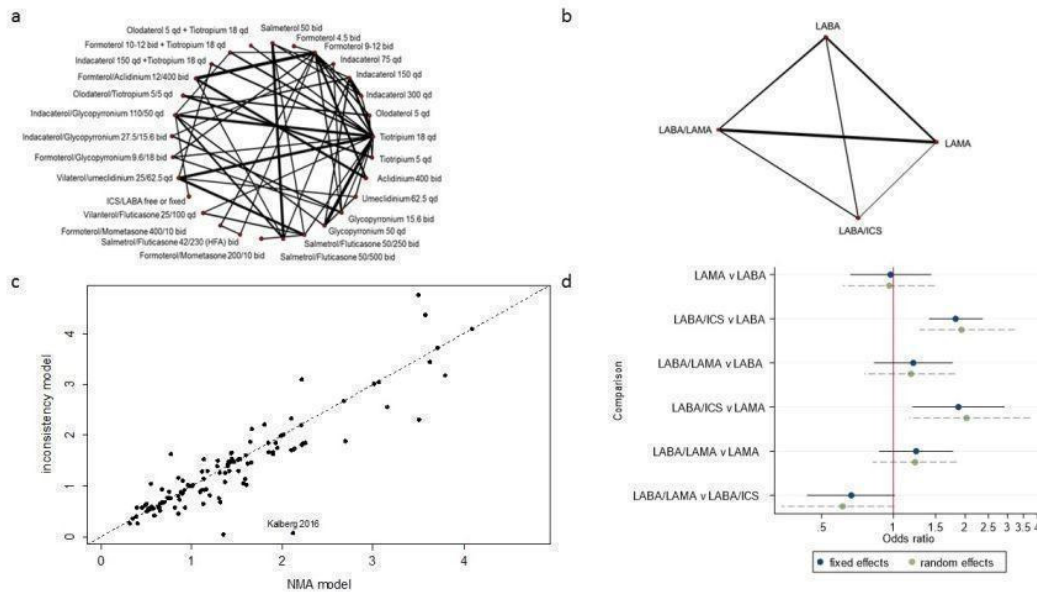 a
Olodaterol 5 qd + Tiotropium 18 qd
Formoterol 10-12 bid + Tiotropium 18 qd
Indacaterol 150 qd +Tiotropium 18 qd
Formterol/Aclidinium 12/400 bid
Olodaterol/Tiotropium 5/5 qd
Indacaterol/Glycopyrronium 110/50 qd
Indacaterol/Glycopyrronium 27.5/15.6 bid
Formoterol/Glycopyrronium 9.6/18 bid
Vilaterol/umeclidinium 25/62.5 qd
ICS/LABA free or fixed
Vilanterol/Fluticasone 25/100 qd
Formoterol/Mometasone 400/10 bid
Salmetrol/Fluticasone 42/230 (HFA) bid
Formoterol/Mometasone 200/10 bid
Salmeterol 50 bid
Formoterol 4.5 bid
Formoterol 9-12 bid
Indacaterol 75 qd
Indacaterol 150 qd
Indacaterol 300 qd
Olodaterol 5 qd
Tiotripium 18 qd
Tiotropium 5 qd
Aclidinium 400 bid
Umeclidinium 62.5 qd
Glycopyrronium 15.6 bid
Glycopyrronium 50 qd
Salmetrol/Fluticasone 50/250 bid
Salmetrol/Fluticasone 50/500 bid
b
LABA
LABA/LAMA
LAMA
LABA/ICS
c
inconsistency model
4
3
2
1
0
Kalberg 2016
0
1
2
3
4
NMA model
d
Comparison
LAMA v LABA
LABA/ICS v LABA
LABA/LAMA v LABA
LABA/ICS v LAMA
LABA/LAMA v LAMA
LABA/LAMA v LABA/ICS
.5 1 1.5 2 2.5 3 3.5 4
Odds ratio
fixed effects random effects